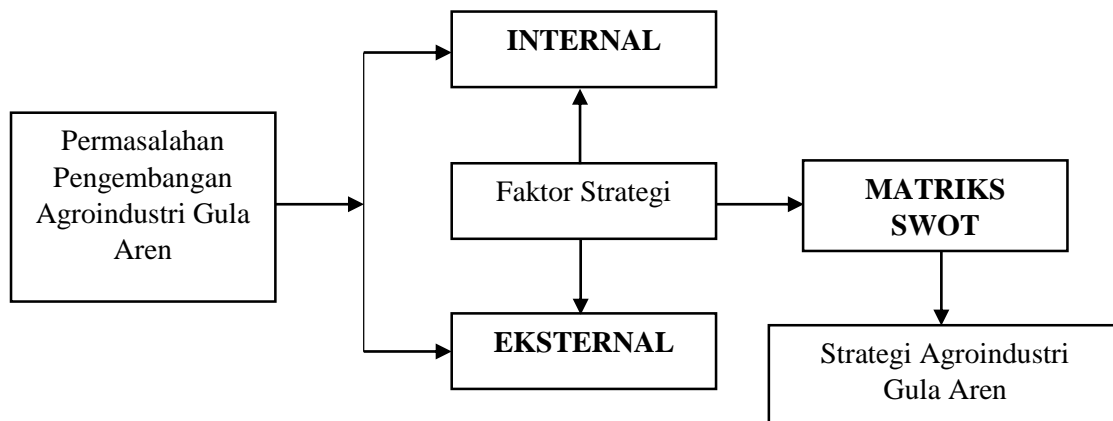 INTERNAL
Permasalahan
Pengembangan
Agroindustri Gula
Aren
Faktor Strategi
MATRIKS
SWOT
EKSTERNAL
Strategi Agroindustri
Gula Aren